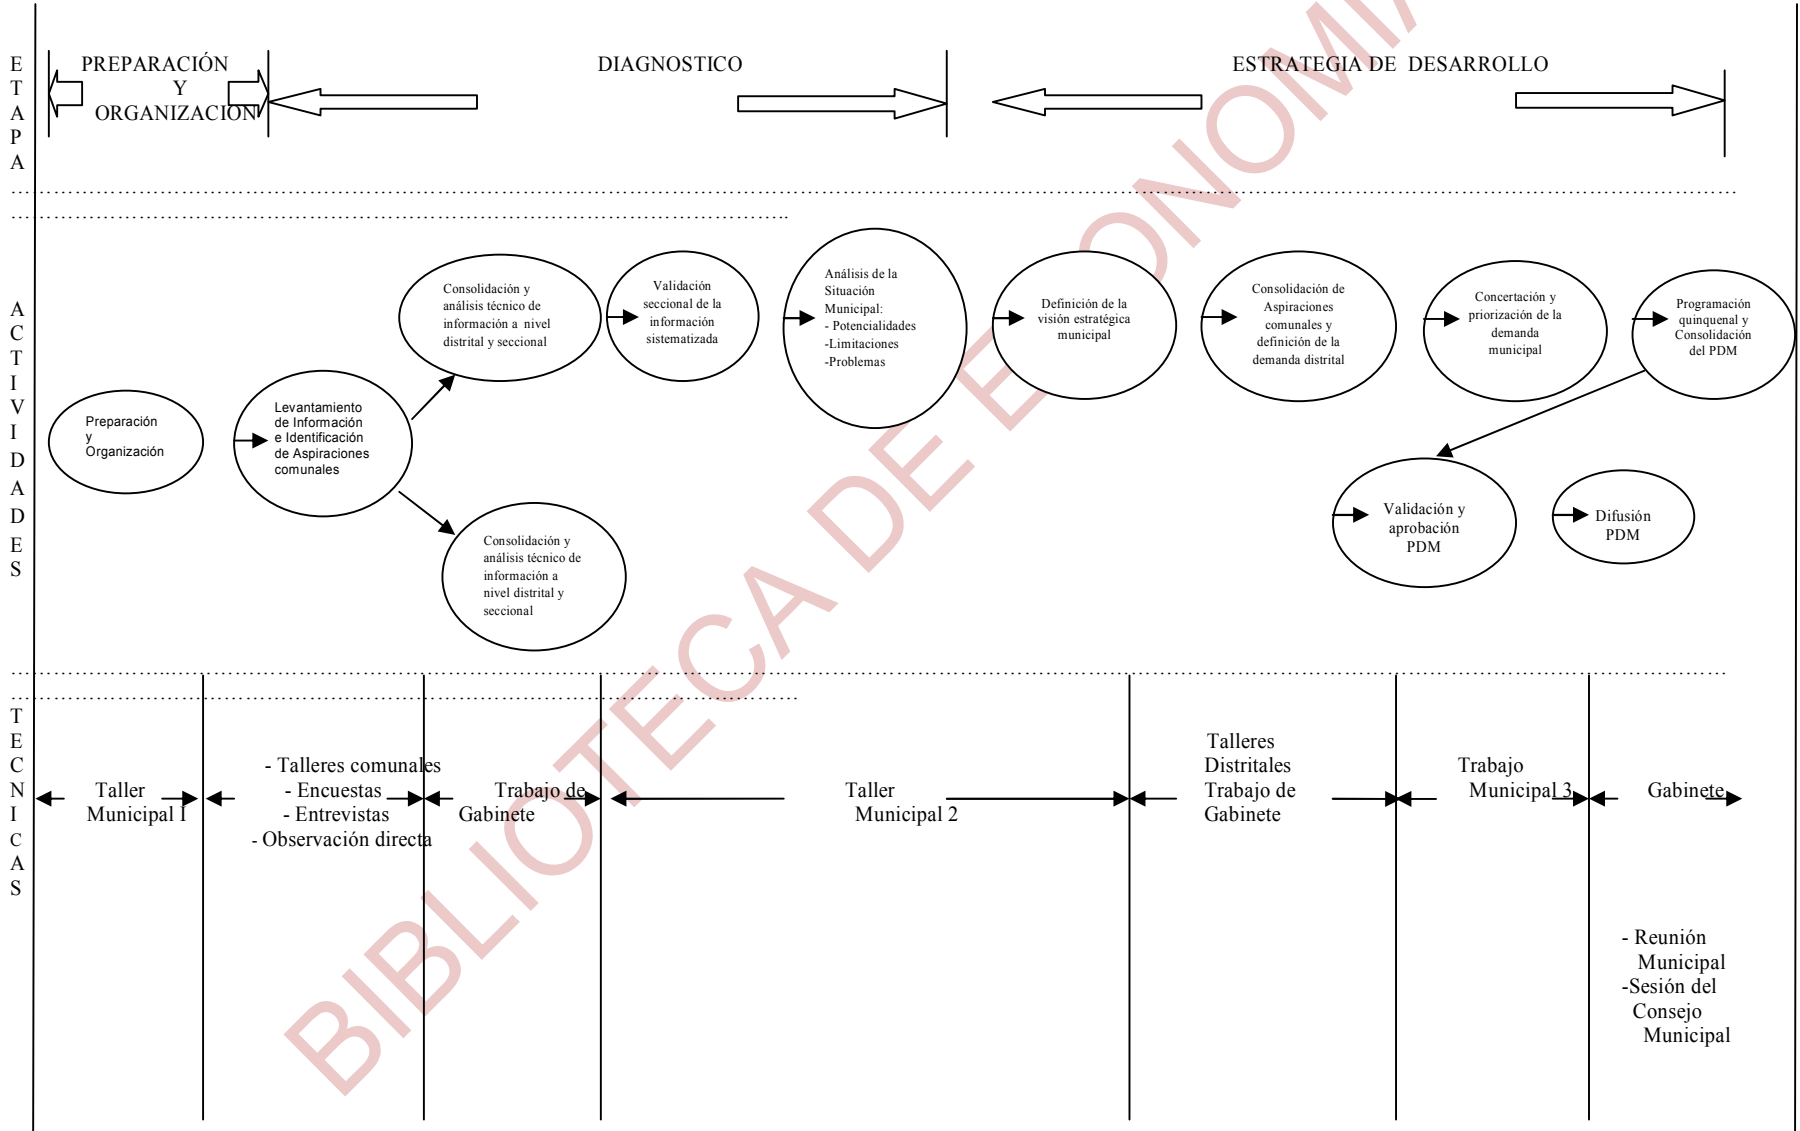 ETAPA
PREPARACIÓN
Y
ORGANIZACIÓN
DIAGNOSTICO
ESTRATEGIA DE DESARROLLO
ACTIVIDADES
Preparación
y
Organización
Levantamiento
de Información
e Identificación
de Aspiraciones
comunales
Consolidación y
análisis técnico de
información a nivel
distrital y seccional
Consolidación y
análisis técnico de
información a
nivel distrital y
seccional
Validación
seccional de la
información
sistematizada
Análisis de la
Situación
Municipal:
- Potencialidades
-Limitaciones
-Problemas
Definición de la
visión estratégica
municipal
Consolidación de
Aspiraciones
comunales y
definición de la
demanda distrital
Concertación y
priorización de la
demanda
municipal
Programación
quinquenal y
Consolidación
del PDM
Validación y
aprobación
PDM
Difusión
PDM
TECNICAS
Taller
Municipal I
- Talleres comunales
- Encuestas
- Entrevistas
- Observación directa
Trabajo de
Gabinete
Taller
Municipal 2
Talleres
Distritales
Trabajo de
Gabinete
Trabajo
Municipal 3
Gabinete
- Reunión
Municipal
-Sesión del
Consejo
Municipal
BIBLIOTECA DE ECONOMIA